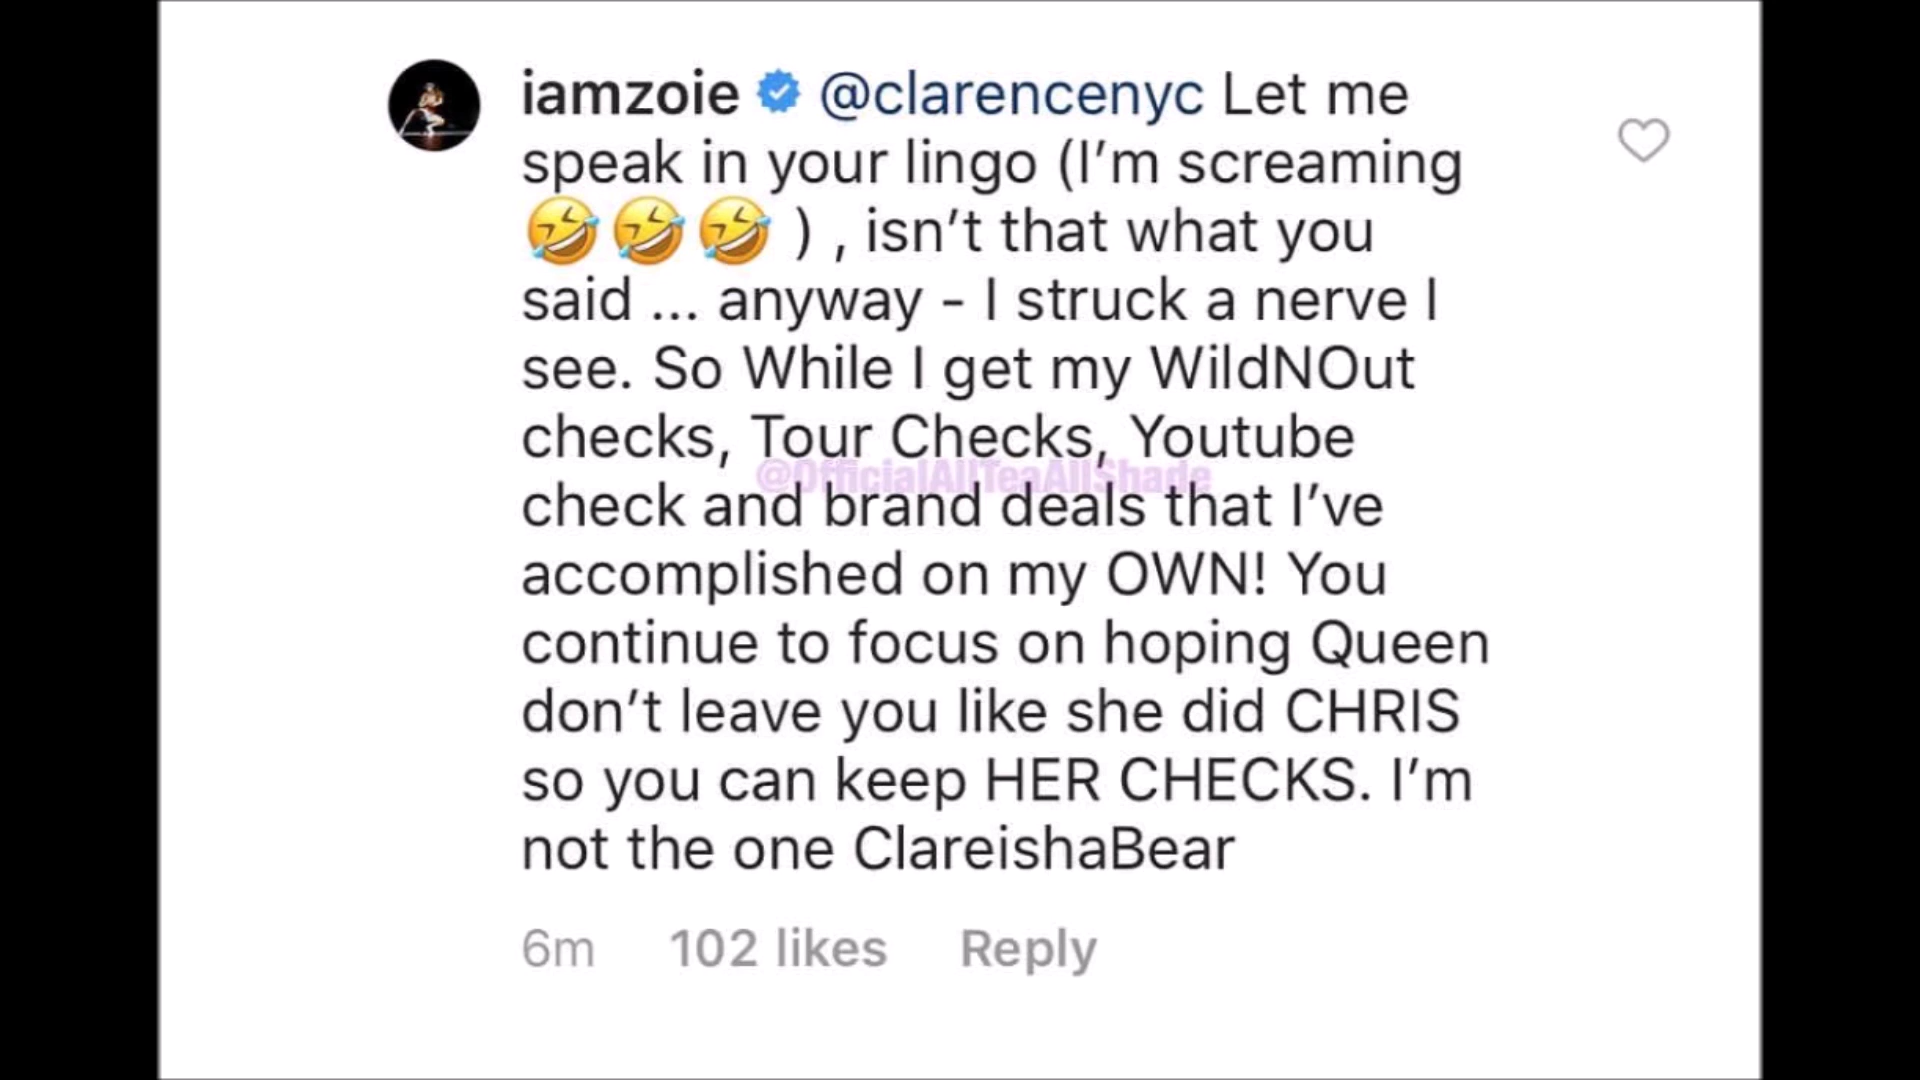 iamzoie @clarencenyc Let me
speak in your lingo (I’m screaming
🤣🤣🤣 ) , isn’t that what you
said ... anyway - I struck a nerve I
see. So While I get my WildNOut
checks, Tour Checks, Youtube
@OfficialAllTeaAllShade
check and brand deals that I’ve
accomplished on my OWN! You
continue to focus on hoping Queen
don’t leave you like she did CHRIS
so you can keep HER CHECKS. I’m
not the one ClareishaBear
6m 102 likes Reply